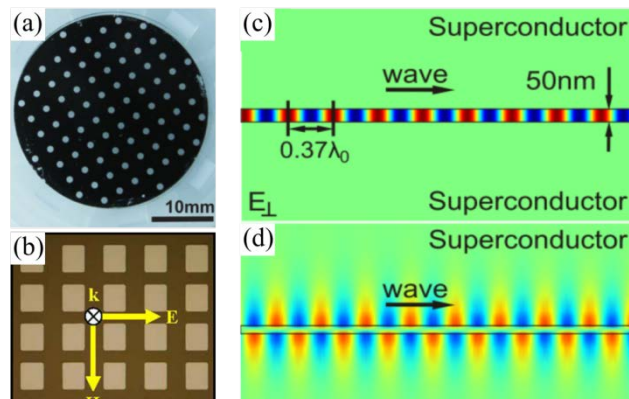 (a)
10mm
(b)
k
E
(c)
Superconductor
wave
50nm
0.37λ₀
E⊥
Superconductor
(d)
Superconductor
wave